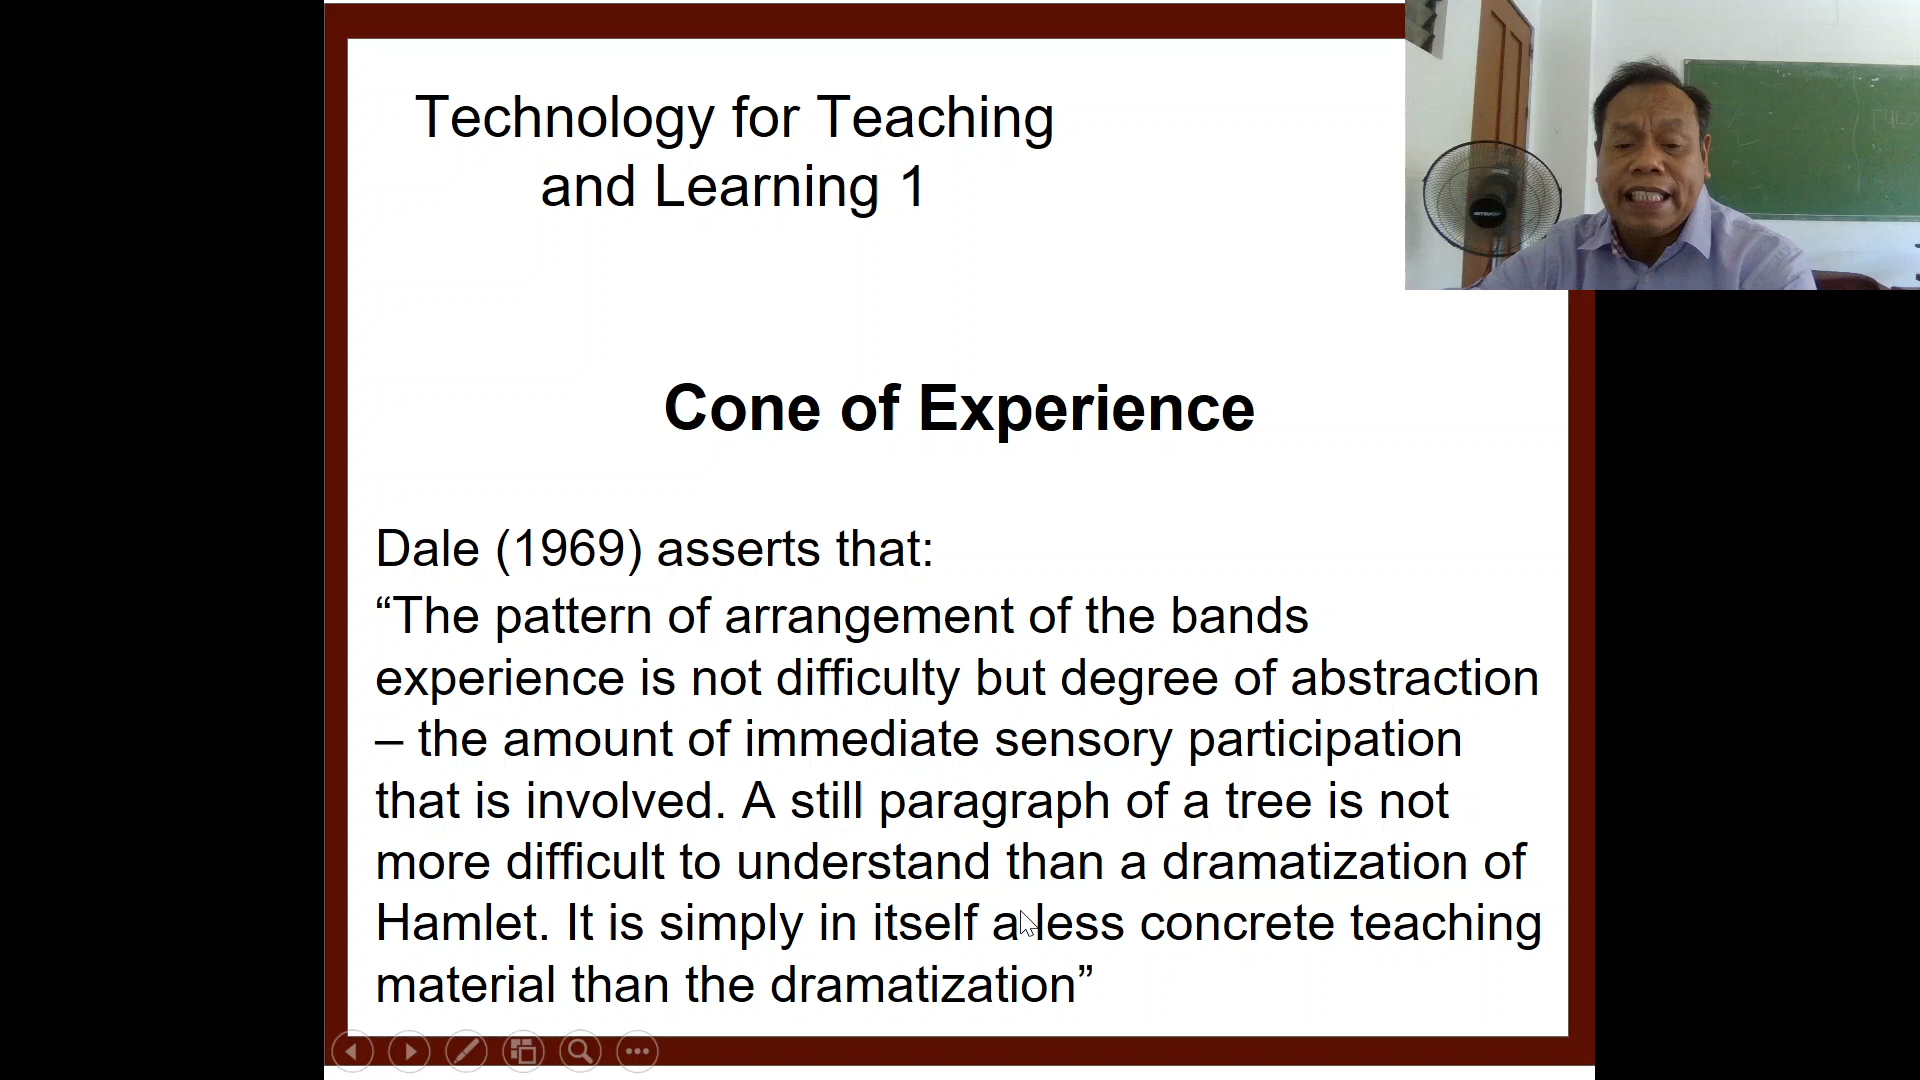 Technology for Teaching
and Learning 1
Cone of Experience
Dale (1969) asserts that:
“The pattern of arrangement of the bands
experience is not difficulty but degree of abstraction
– the amount of immediate sensory participation
that is involved. A still paragraph of a tree is not
more difficult to understand than a dramatization of
Hamlet. It is simply in itself a less concrete teaching
material than the dramatization”